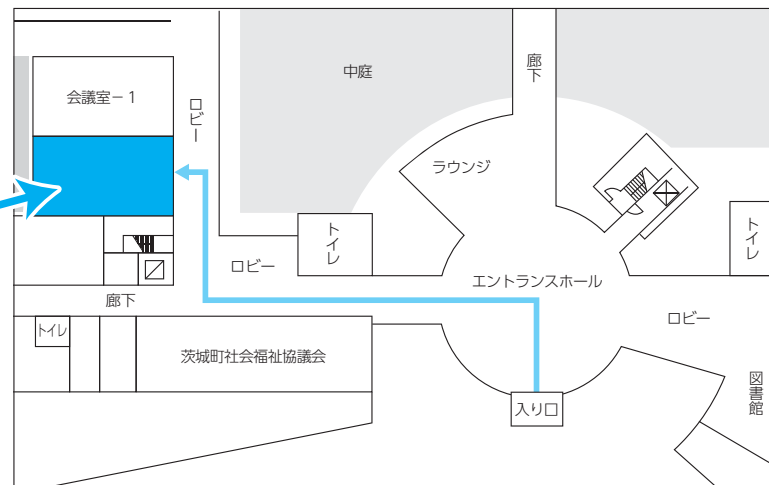 中庭
廊下
会議室－1
ロビー
ラウンジ
トイレ
トイレ
ロビー
エントランスホール
廊下
ロビー
トイレ
茨城町社会福祉協議会
図書館
入り口